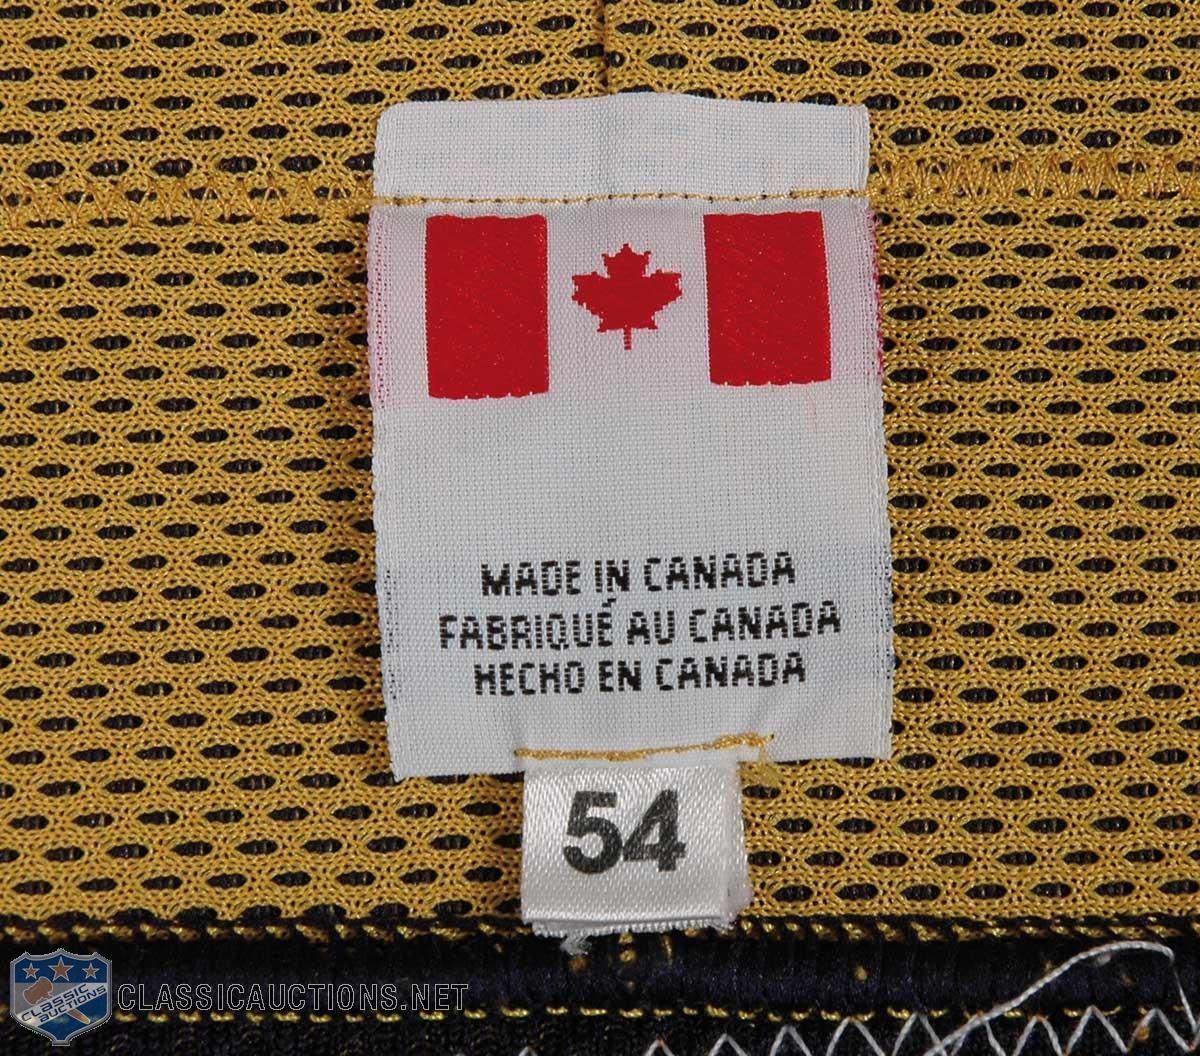 MADE IN CANADA
FABRIQUÉ AU CANADA
HECHO EN CANADA
54
CLASSIC
AUCTIONS
CLASSICAUCTIONS.NET